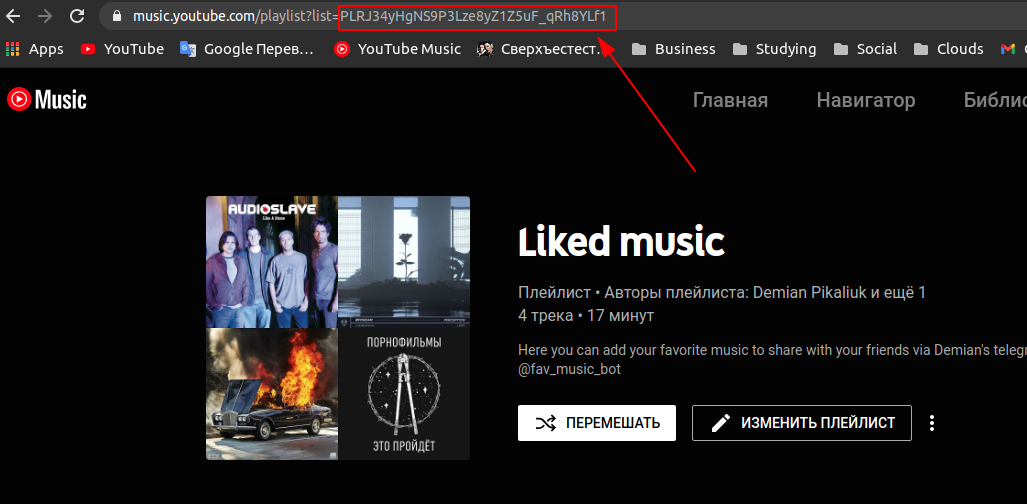 music.youtube.com/playlist?list=PLRJ34yHgNS9P3Lze8yZ1Z5uF_qRh8YLf1
Apps YouTube Google Перев… YouTube Music Сверхъестест… Business Studying Social Clouds
Music Главная Навигатор Библис
AUDIOSLAVE
Like A Stone
Liked music
Плейлист • Авторы плейлиста: Demian Pikaliuk и ещё 1
4 трека • 17 минут
ПОРНОФИЛЬМЫ
ЭТО ПРОЙДЁТ
Here you can add your favorite music to share with your friends via Demian's telegr
@fav_music_bot
ПЕРЕМЕШАТЬ ИЗМЕНИТЬ ПЛЕЙЛИСТ